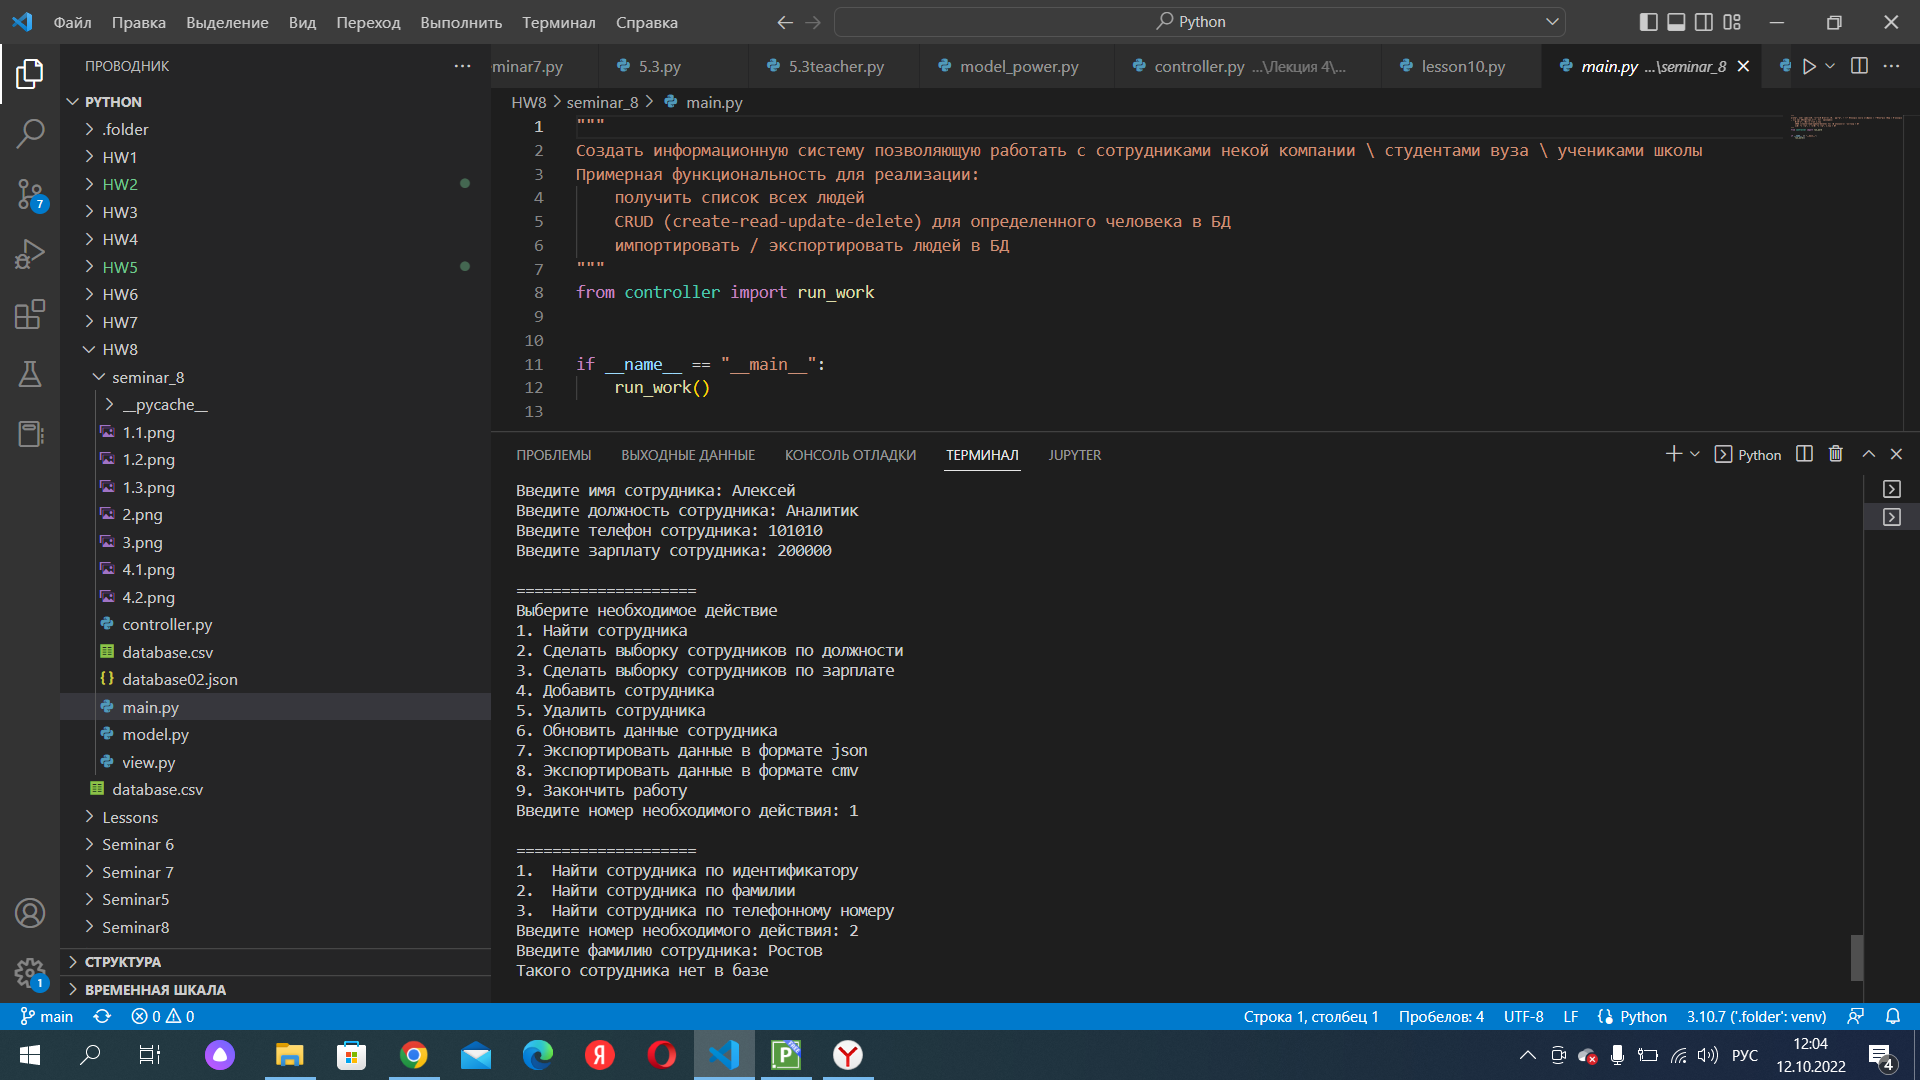 Файл Правка Выделение Вид Переход Выполнить Терминал Справка
Python
ПРОВОДНИК
PYTHON
.folder
HW1
HW2
HW3
HW4
HW5
HW6
HW7
HW8
seminar_8
__pycache__
1.1.png
1.2.png
1.3.png
2.png
3.png
4.1.png
4.2.png
controller.py
database.csv
database02.json
main.py
model.py
view.py
database.csv
Lessons
Seminar 6
Seminar 7
Seminar5
Seminar8
СТРУКТУРА
ВРЕМЕННАЯ ШКАЛА
7
1
minar7.py 5.3.py 5.3teacher.py model_power.py controller.py ...\Лекция 4\... lesson10.py main.py ...\seminar_8
HW8 > seminar_8 > main.py
1 """
2 Создать информационную систему позволяющую работать с сотрудниками некой компании \ студентами вуза \ учениками школы
3 Примерная функциональность для реализации:
4 получить список всех людей
5 CRUD (create-read-update-delete) для определенного человека в БД
6 импортировать / экспортировать людей в БД
7 """
8 from controller import run_work
9
10
11 if __name__ == "__main__":
12 run_work()
13
ПРОБЛЕМЫ ВЫХОДНЫЕ ДАННЫЕ КОНСОЛЬ ОТЛАДКИ ТЕРМИНАЛ JUPYTER
Python
Введите имя сотрудника: Алексей
Введите должность сотрудника: Аналитик
Введите телефон сотрудника: 101010
Введите зарплату сотрудника: 200000
====================
Выберите необходимое действие
1. Найти сотрудника
2. Сделать выборку сотрудников по должности
3. Сделать выборку сотрудников по зарплате
4. Добавить сотрудника
5. Удалить сотрудника
6. Обновить данные сотрудника
7. Экспортировать данные в формате json
8. Экспортировать данные в формате cmv
9. Закончить работу
Введите номер необходимого действия: 1
====================
1. Найти сотрудника по идентификатору
2. Найти сотрудника по фамилии
3. Найти сотрудника по телефонному номеру
Введите номер необходимого действия: 2
Введите фамилию сотрудника: Ростов
Такого сотрудника нет в базе
main 0 0 Строка 1, столбец 1 Пробелов: 4 UTF-8 LF Python 3.10.7 ('.folder': venv)
РУС
12:04
12.10.2022
4